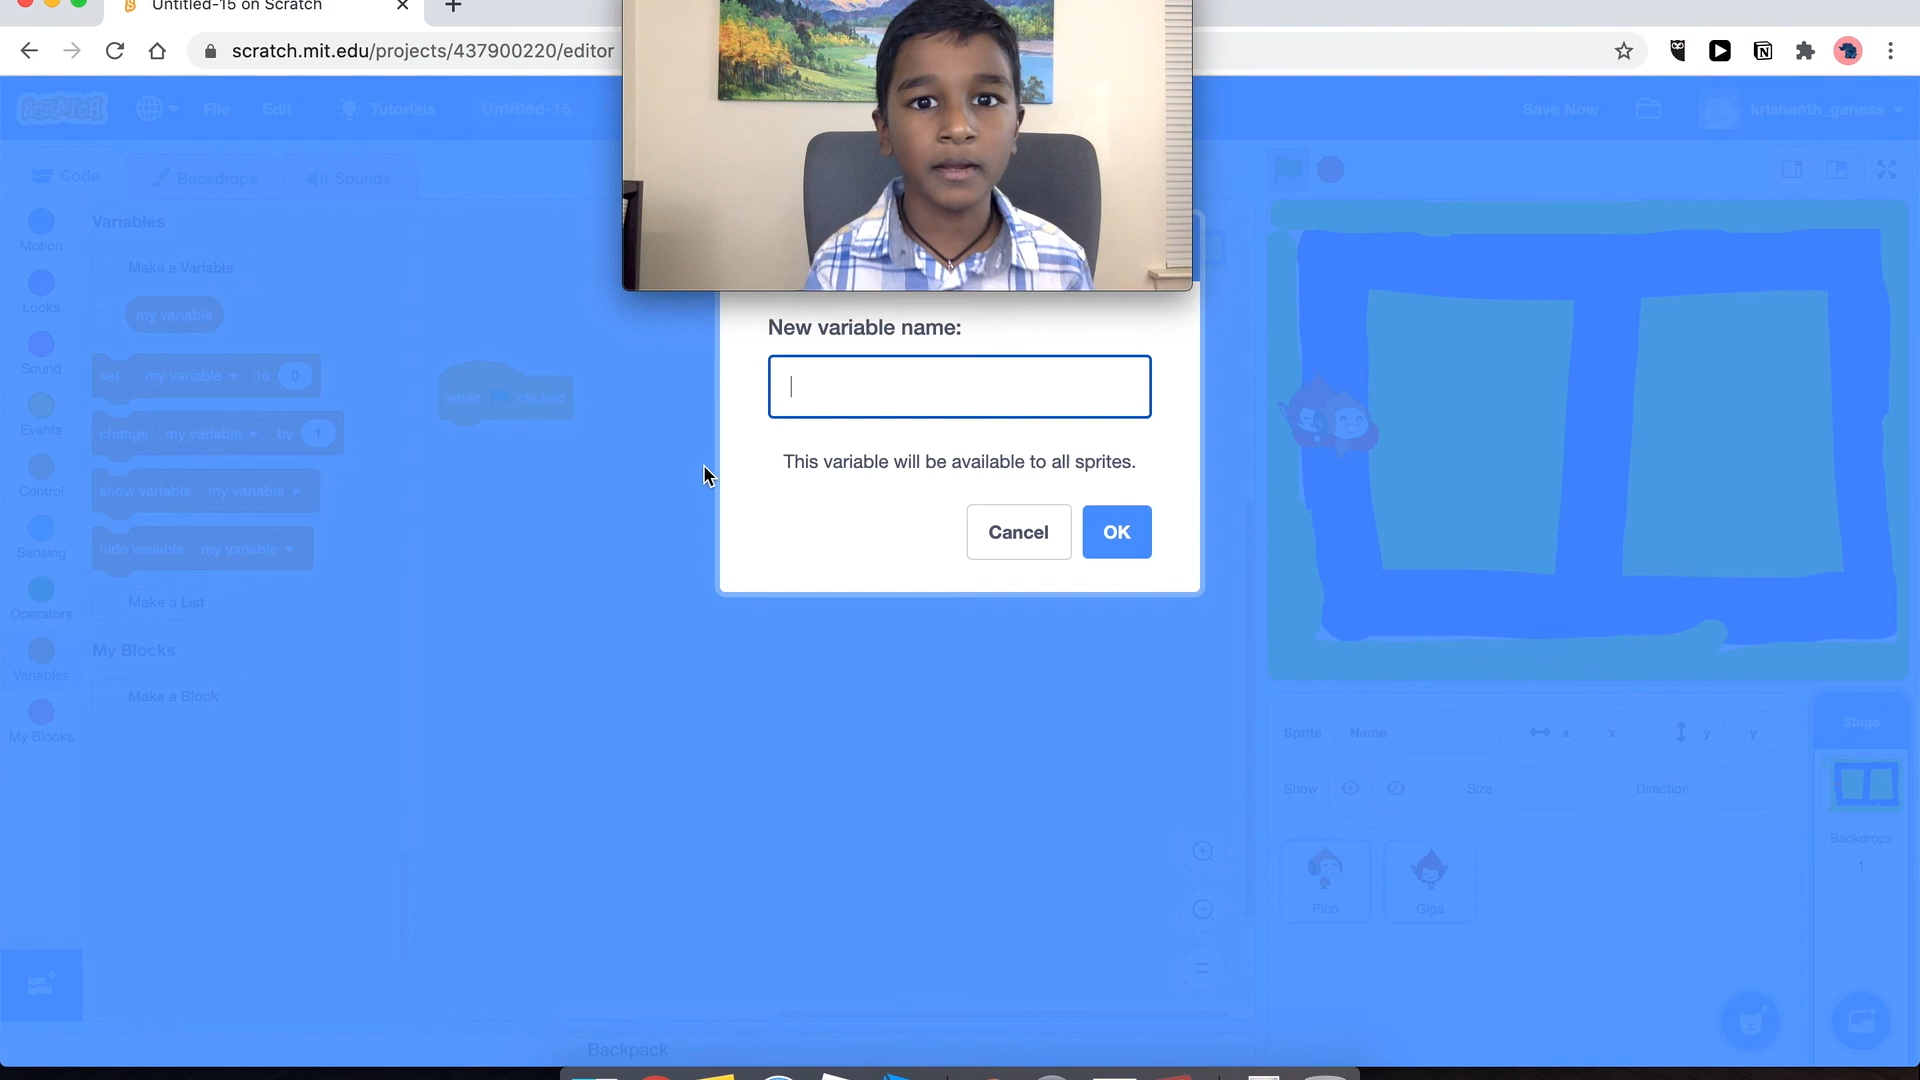 Untitled-15 on Scratch
scratch.mit.edu/projects/437900220/editor
SCRATCH
File
Edit
Tutorials
Untitled-15
Save Now
krishanth_ganess
Code
Backdrops
Sounds
Motion
Looks
Sound
Events
Control
Sensing
Operators
Variables
My Blocks
Variables
Make a Variable
my variable
set my variable to 0
change my variable by 1
show variable my variable
hide variable my variable
Make a List
My Blocks
Make a Block
when clicked
New variable name:
This variable will be available to all sprites.
Cancel
OK
Sprite
Name
x
x
y
y
Show
Size
Direction
Pico
Giga
Stage
Backdrops
1
Backpack